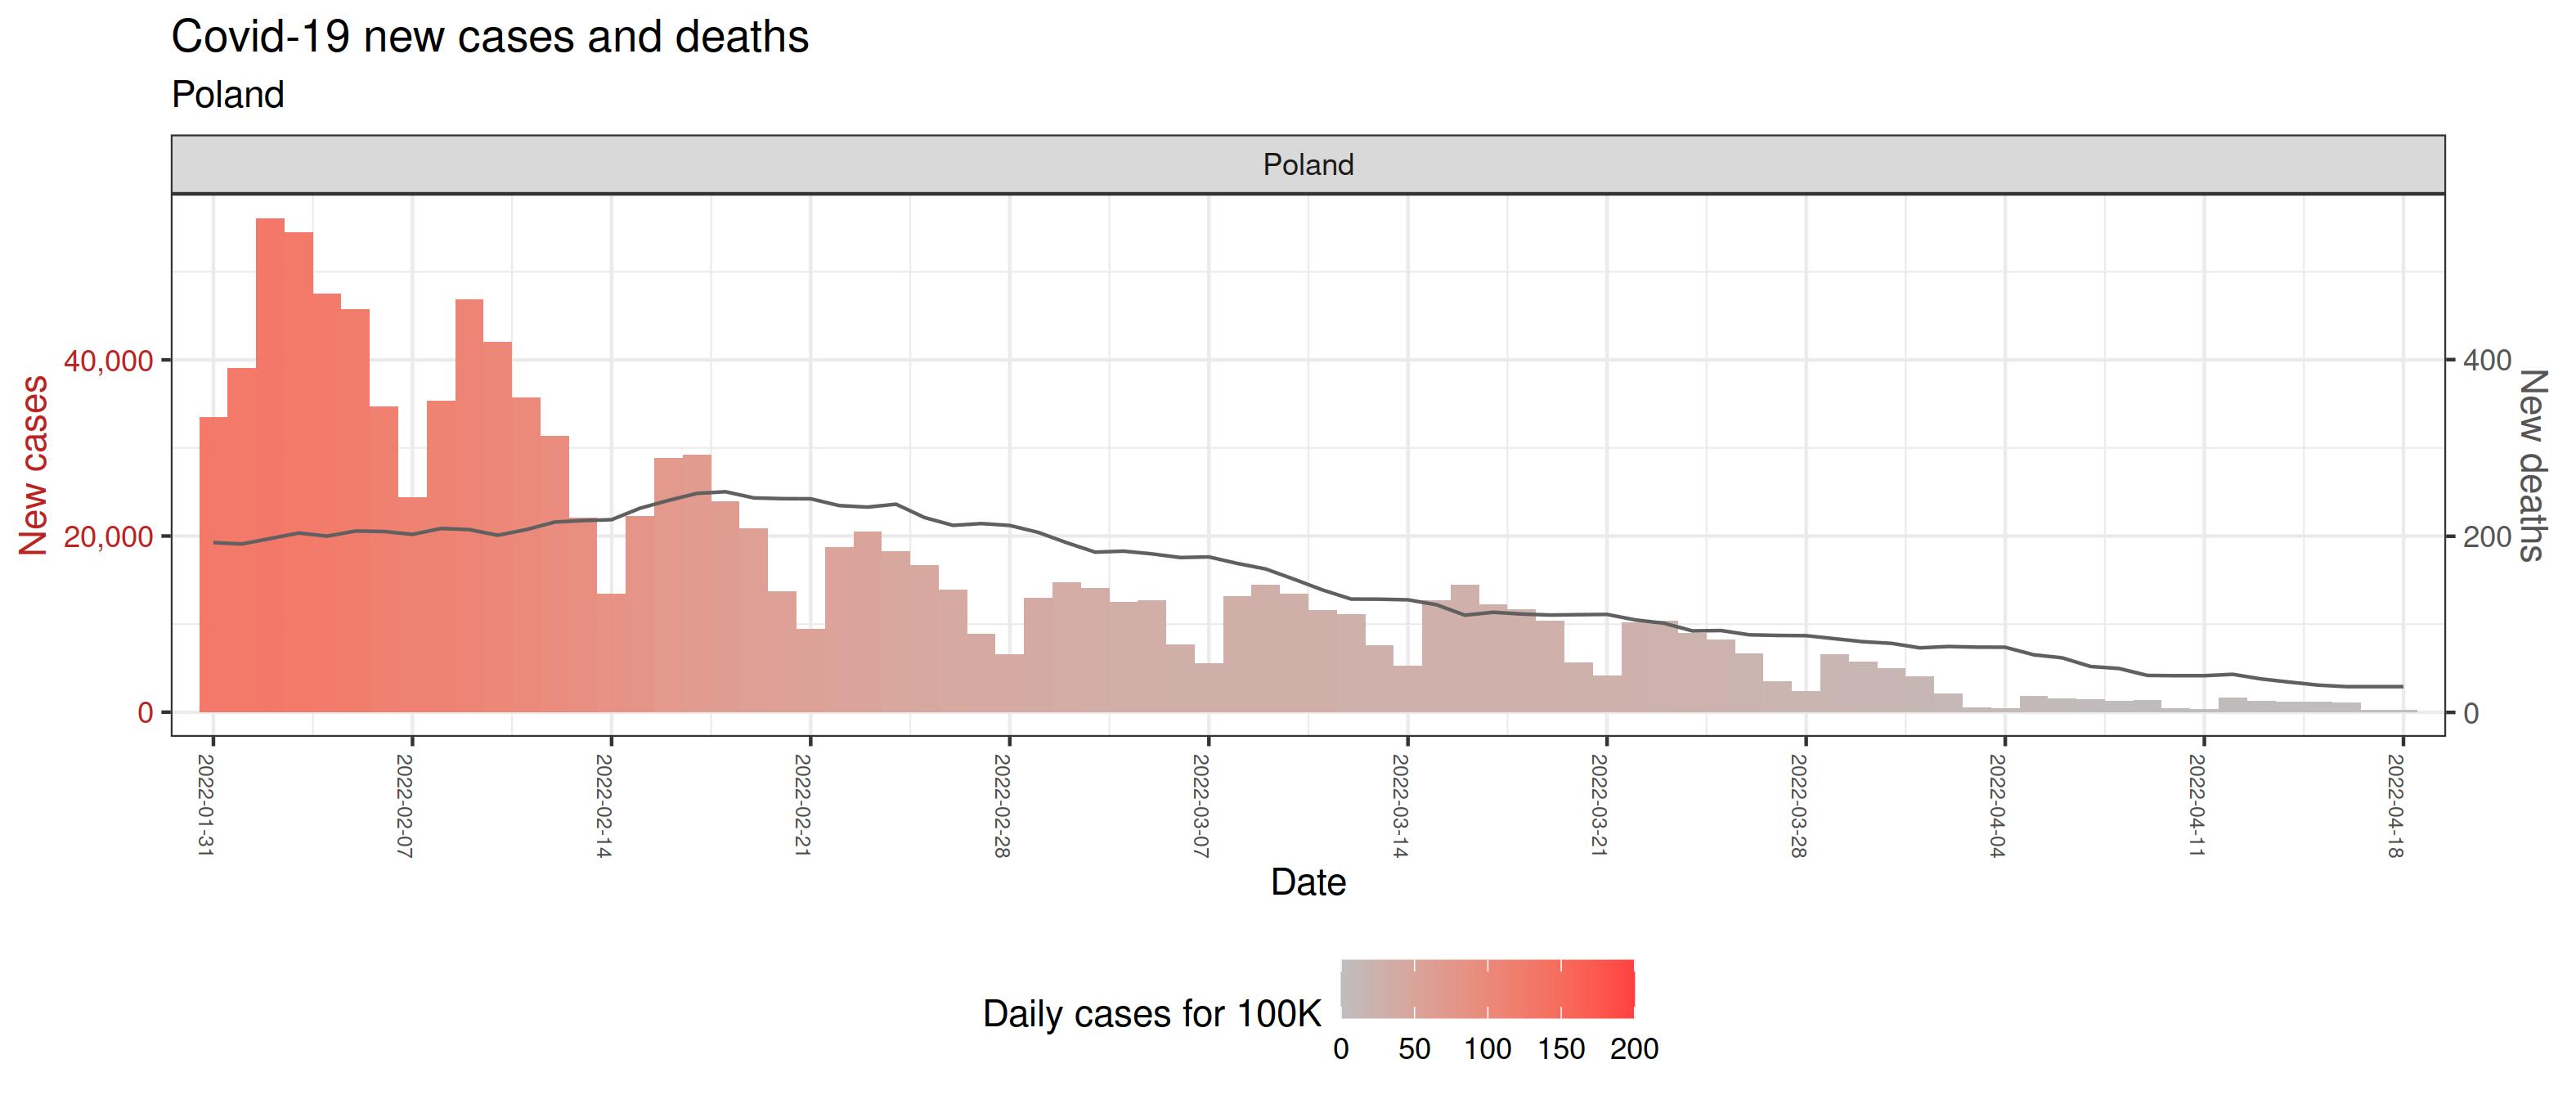 Covid-19 new cases and deaths
Poland
Poland
New cases
40,000
20,000
0
400
200
0
New deaths
2022-01-31
2022-02-07
2022-02-14
2022-02-21
2022-02-28
2022-03-07
2022-03-14
2022-03-21
2022-03-28
2022-04-04
2022-04-11
2022-04-18
Date
Daily cases for 100K
0 50 100 150 200